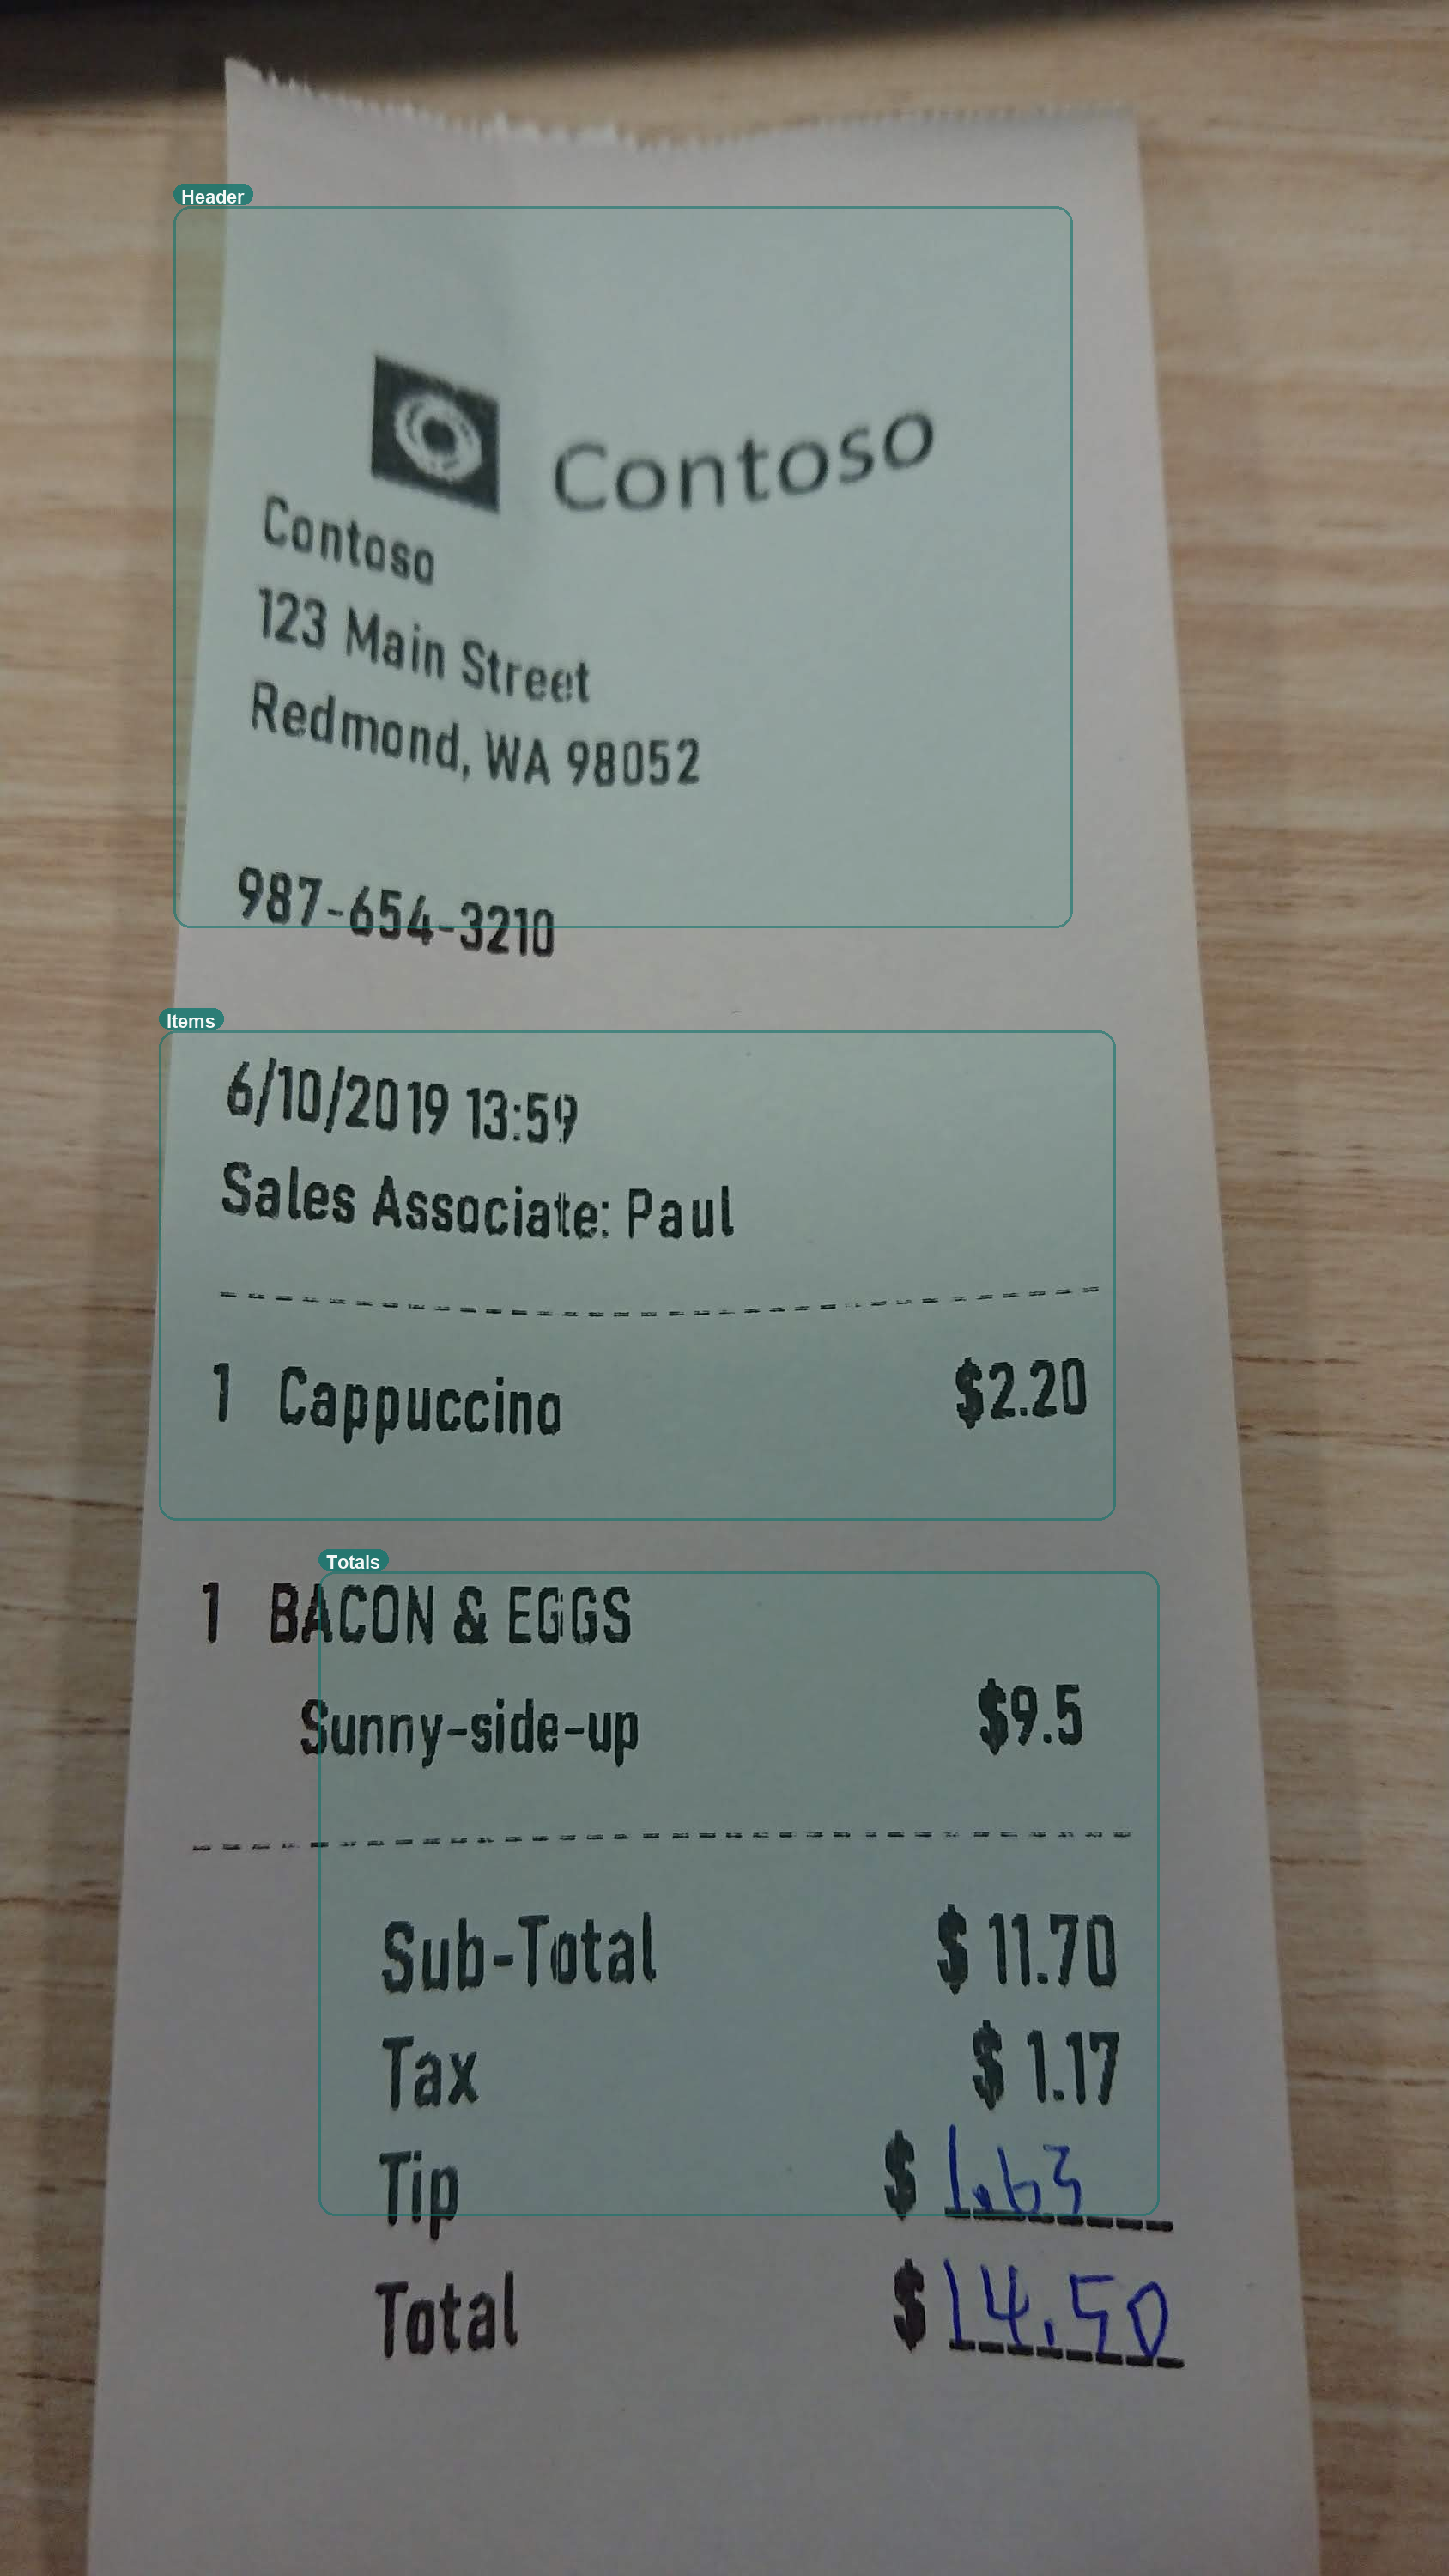 Header
Contoso
Contoso
123 Main Street
Redmond, WA 98052
987-654-3210
Items
6/10/2019 13:59
Sales Associate: Paul
1 Cappuccino $2.20
Totals
1 BACON & EGGS
Sunny-side-up $9.5
Sub-Total $ 11.70
Tax $ 1.17
Tip $ 1.63
Total $ 14.50